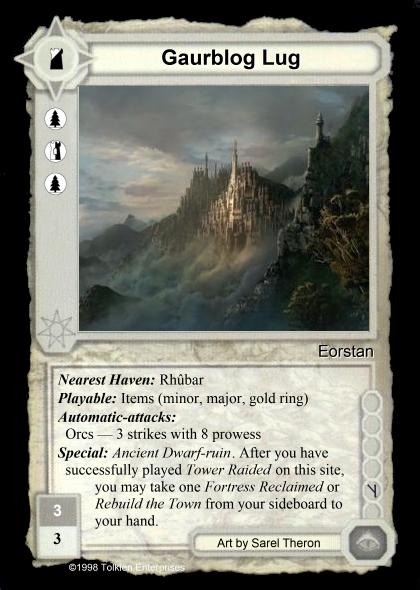 Gaurblog Lug
Eorstan
Nearest Haven: Rhûbar
Playable: Items (minor, major, gold ring)
Automatic-attacks:
Orcs — 3 strikes with 8 prowess
Special: Ancient Dwarf-ruin. After you have
successfully played Tower Raided on this site,
you may take one Fortress Reclaimed or
Rebuild the Town from your sideboard to
your hand.
3
3
Art by Sarel Theron
©1998 Tolkien Enterprises